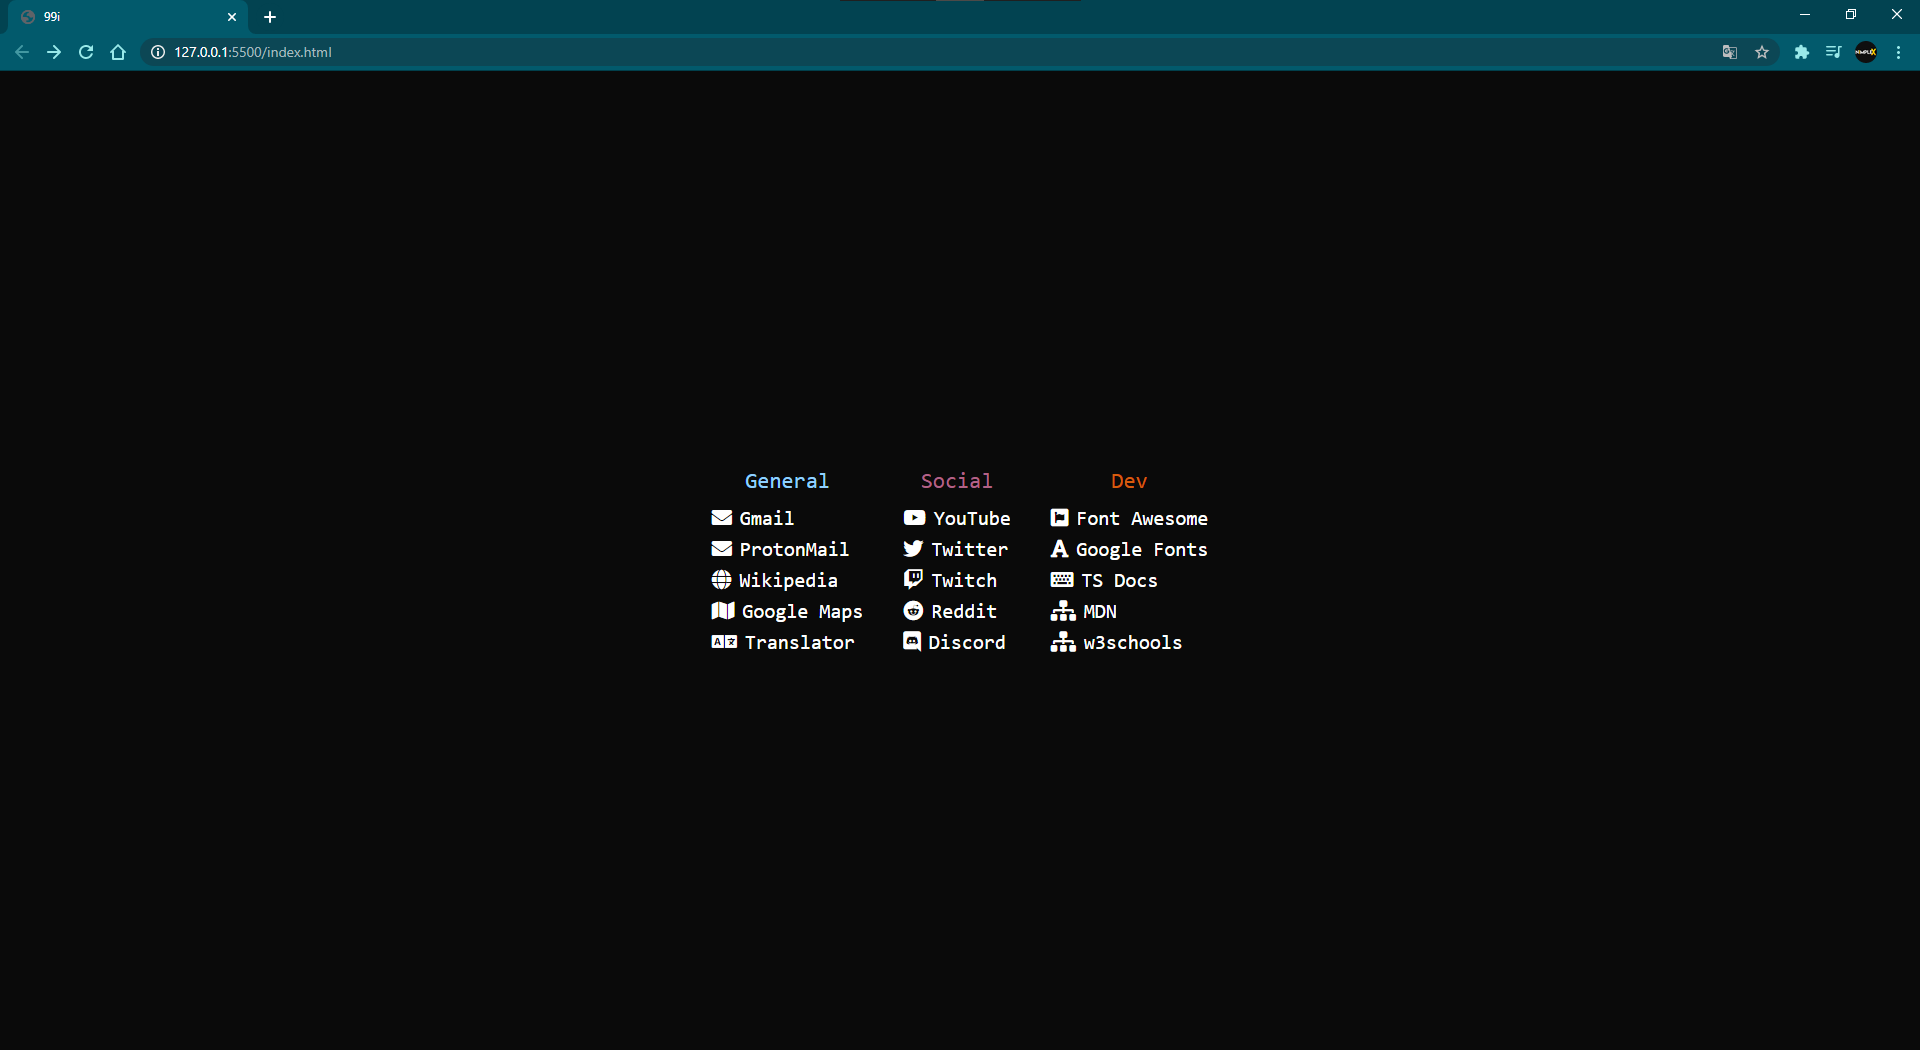 99i
127.0.0.1:5500/index.html
General Social Dev
Gmail YouTube Font Awesome
ProtonMail Twitter Google Fonts
Wikipedia Twitch TS Docs
Google Maps Reddit MDN
Translator Discord w3schools